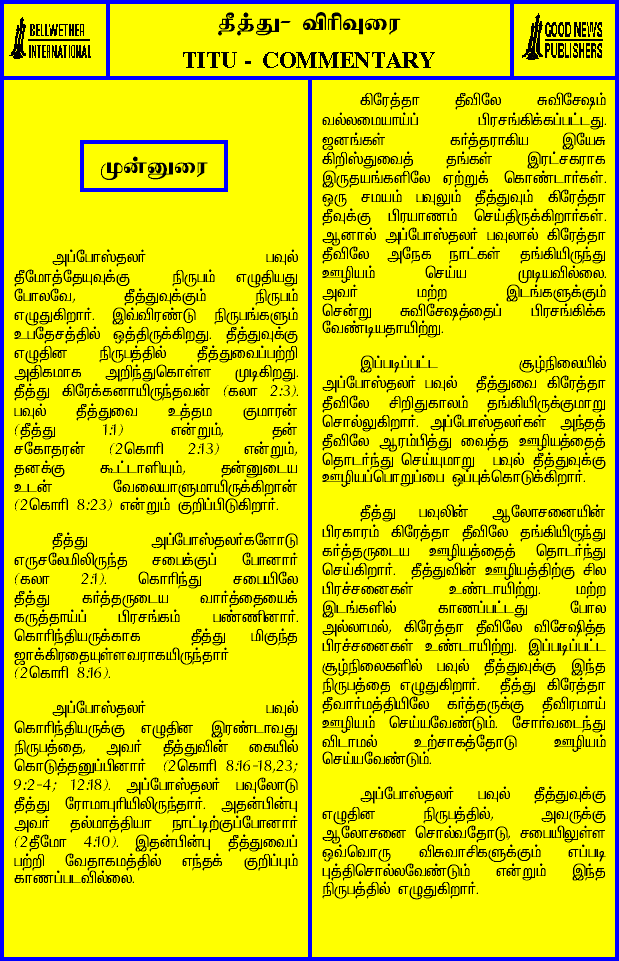 BELLWETHER
INTERNATIONAL
தீத்து- விரிவுரை
TITU - COMMENTARY
GOOD NEWS
PUBLISHERS
முன்னுரை
அப்போஸ்தலர் பவுல்
தீமோத்தேயுவுக்கு நிருபம் எழுதியது
போலவே, தீத்துவுக்கும் நிருபம்
எழுதுகிறார். இவ்விரண்டு நிருபங்களும்
உபதேசத்தில் ஒத்திருக்கிறது. தீத்துவுக்கு
எழுதின நிருபத்தில் தீத்துவைப்பற்றி
அதிகமாக அறிந்துகொள்ள முடிகிறது.
தீத்து கிரேக்கனாயிருந்தவன் (கலா 2:3).
பவுல் தீத்துவை உத்தம குமாரன்
(தீத்து 1:1) என்றும், தன்
சகோதரன் (2கொரி 2:13) என்றும்,
தனக்கு கூட்டாளியும், தன்னுடைய
உடன் வேலையாளுமாயிருக்கிறான்
(2கொரி 8:23) என்றும் குறிப்பிடுகிறார்.
தீத்து அப்போஸ்தலர்களோடு
எருசலேமிலிருந்த சபைக்குப் போனார்
(கலா 2:1). கொரிந்து சபையிலே
தீத்து கர்த்தருடைய வார்த்தையைக்
கருத்தாய்ப் பிரசங்கம் பண்ணினார்.
கொரிந்தியருக்காக தீத்து மிகுந்த
ஜாக்கிரதையுள்ளவராகயிருந்தார்
(2கொரி 8:16).
அப்போஸ்தலர் பவுல்
கொரிந்தியருக்கு எழுதின இரண்டாவது
நிருபத்தை, அவர் தீத்துவின் கையில்
கொடுத்தனுப்பினார் (2கொரி 8:16-18,23;
9:2-4; 12:18). அப்போஸ்தலர் பவுலோடு
தீத்து ரோமாபுரியிலிருந்தார். அதன்பின்பு
அவர் தல்மாத்தியா நாட்டிற்குப்போனார்
(2தீமோ 4:10). இதன்பின்பு தீத்துவைப்
பற்றி வேதாகமத்தில் எந்தக் குறிப்பும்
காணப்படவில்லை.
கிரேத்தா தீவிலே சுவிசேஷம்
வல்லமையாய்ப் பிரசங்கிக்கப்பட்டது.
ஜனங்கள் கர்த்தராகிய இயேசு
கிறிஸ்துவைத் தங்கள் இரட்சகராக
இருதயங்களிலே ஏற்றுக் கொண்டார்கள்.
ஒரு சமயம் பவுலும் தீத்துவும் கிரேத்தா
தீவுக்கு பிரயாணம் செய்திருக்கிறார்கள்.
ஆனால் அப்போஸ்தலர் பவுலால் கிரேத்தா
தீவிலே அநேக நாட்கள் தங்கியிருந்து
ஊழியம் செய்ய முடியவில்லை.
அவர் மற்ற இடங்களுக்கும்
சென்று சுவிசேஷத்தைப் பிரசங்கிக்க
வேண்டியதாயிற்று.
இப்படிப்பட்ட சூழ்நிலையில்
அப்போஸ்தலர் பவுல் தீத்துவை கிரேத்தா
தீவிலே சிறிதுகாலம் தங்கியிருக்குமாறு
சொல்லுகிறார். அப்போஸ்தலர்கள் அந்தத்
தீவிலே ஆரம்பித்து வைத்த ஊழியத்தைத்
தொடர்ந்து செய்யுமாறு பவுல் தீத்துவுக்கு
ஊழியப்பொறுப்பை ஒப்புக்கொடுக்கிறார்.
தீத்து பவுலின் ஆலோசனையின்
பிரகாரம் கிரேத்தா தீவிலே தங்கியிருந்து
கர்த்தருடைய ஊழியத்தைத் தொடர்ந்து
செய்கிறார். தீத்துவின் ஊழியத்திற்கு சில
பிரச்சனைகள் உண்டாயிற்று. மற்ற
இடங்களில் காணப்பட்டது போல
அல்லாமல், கிரேத்தா தீவிலே விசேஷித்த
பிரச்சனைகள் உண்டாயிற்று. இப்படிப்பட்ட
சூழ்நிலைகளில் பவுல் தீத்துவுக்கு இந்த
நிருபத்தை எழுதுகிறார். தீத்து கிரேத்தா
தீவார்மத்தியிலே கர்த்தருக்கு தீவிரமாய்
ஊழியம் செய்யவேண்டும். சோர்வடைந்து
விடாமல் உற்சாகத்தோடு ஊழியம்
செய்யவேண்டும்.
அப்போஸ்தலர் பவுல் தீத்துவுக்கு
எழுதின நிருபத்தில், அவருக்கு
ஆலோசனை சொல்வதோடு, சபையிலுள்ள
ஒவ்வொரு விசுவாசிகளுக்கும் எப்படி
புத்திசொல்லவேண்டும் என்றும் இந்த
நிருபத்தில் எழுதுகிறார்.